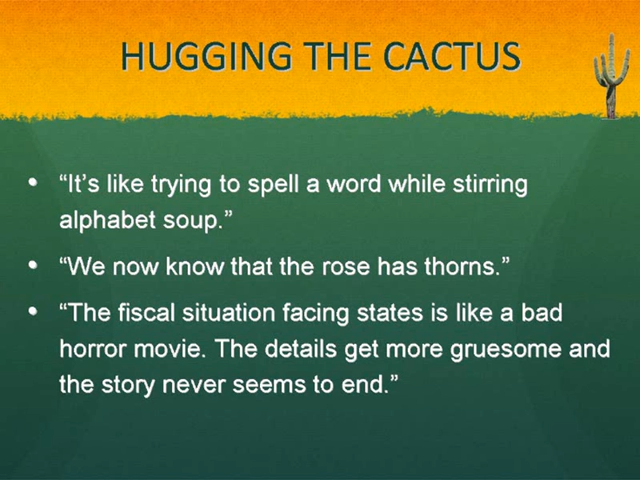 HUGGING THE CACTUS
• “It’s like trying to spell a word while stirring
alphabet soup.”
• “We now know that the rose has thorns.”
• “The fiscal situation facing states is like a bad
horror movie. The details get more gruesome and
the story never seems to end.”